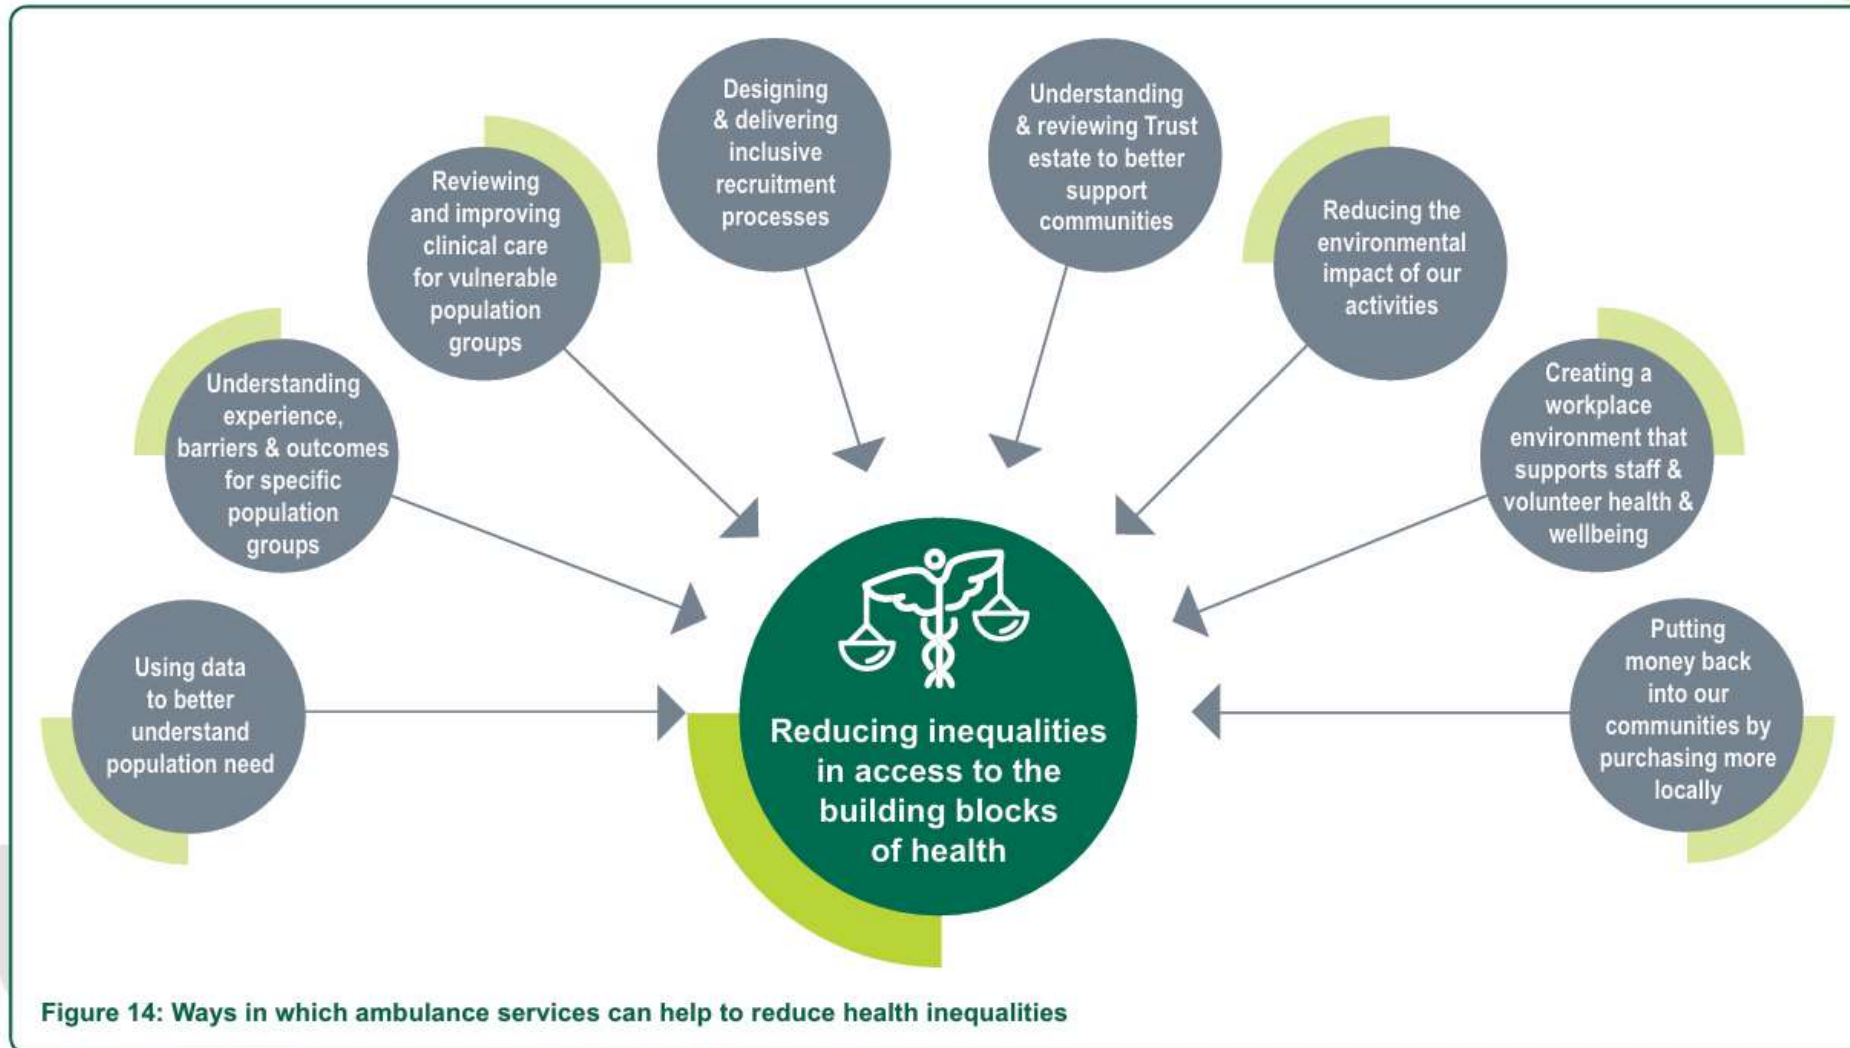 Designing
& delivering
inclusive
recruitment
processes
Understanding
& reviewing Trust
estate to better
support
communities
Reviewing
and improving
clinical care
for vulnerable
population
groups
Reducing the
environmental
impact of our
activities
Understanding
experience,
barriers & outcomes
for specific
population
groups
Creating a
workplace
environment that
supports staff &
volunteer health &
wellbeing
Using data
to better
understand
population need
Putting
money back
into our
communities by
purchasing more
locally
Reducing inequalities
in access to the
building blocks
of health
Figure 14: Ways in which ambulance services can help to reduce health inequalities